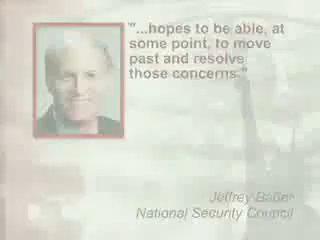 "...hopes to be able, at
some point, to move
past and resolve
those concerns."
Jeffrey Bader
National Security Council